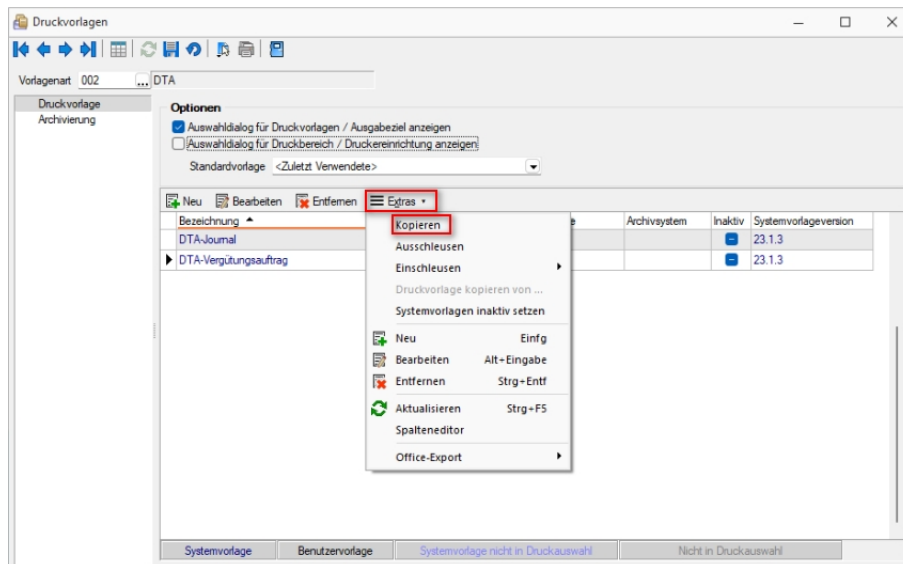 Druckvorlagen
Vorlagenart 002 ... DTA
Druckvorlage
Archivierung
Optionen
Auswahldialog für Druckvorlagen / Ausgabeziel anzeigen
Auswahldialog für Druckbereich / Druckereinrichtung anzeigen
Standardvorlage <Zuletzt Verwendete>
Neu Bearbeiten Entfernen Extras
Bezeichnung Archivsystem Inaktiv Systemvorlageversion
DTA-Journal 23.1.3
DTA-Vergütungsauftrag 23.1.3
Kopieren
Ausschleusen
Einschleusen
Druckvorlage kopieren von ...
Systemvorlagen inaktiv setzen
Neu Einfg
Bearbeiten Alt+Eingabe
Entfernen Strg+Entf
Aktualisieren Strg+F5
Spalteneditor
Office-Export
Systemvorlage Benutzervorlage Systemvorlage nicht in Druckauswahl Nicht in Druckauswahl